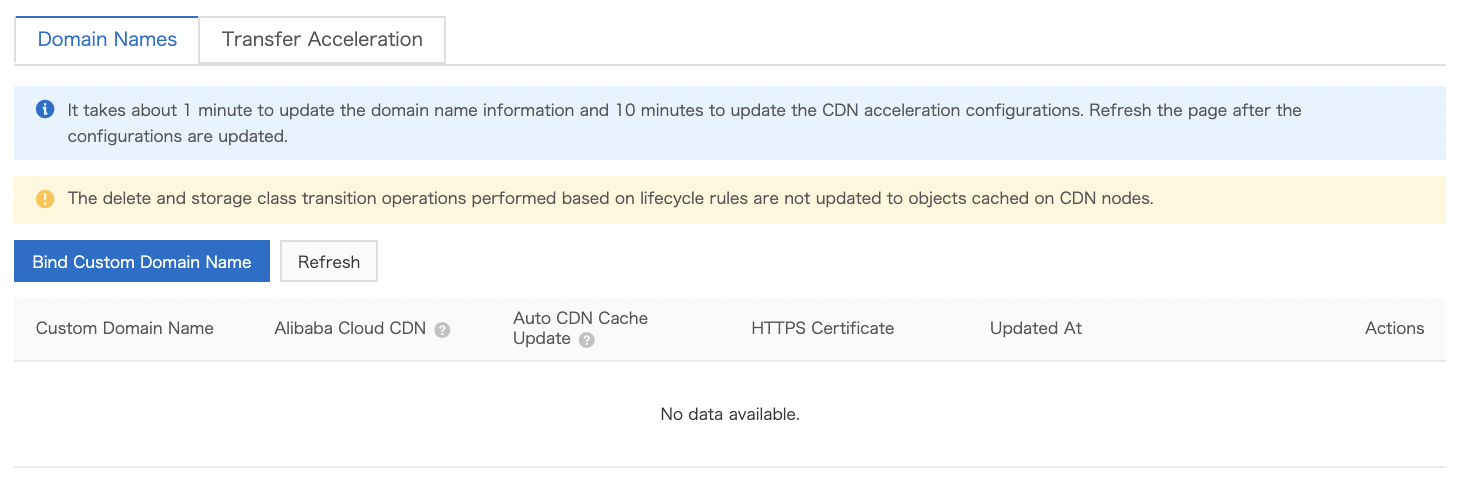 Domain Names
Transfer Acceleration
It takes about 1 minute to update the domain name information and 10 minutes to update the CDN acceleration configurations. Refresh the page after the
configurations are updated.
The delete and storage class transition operations performed based on lifecycle rules are not updated to objects cached on CDN nodes.
Bind Custom Domain Name
Refresh
Custom Domain Name
Alibaba Cloud CDN
Auto CDN Cache
Update
HTTPS Certificate
Updated At
Actions
No data available.